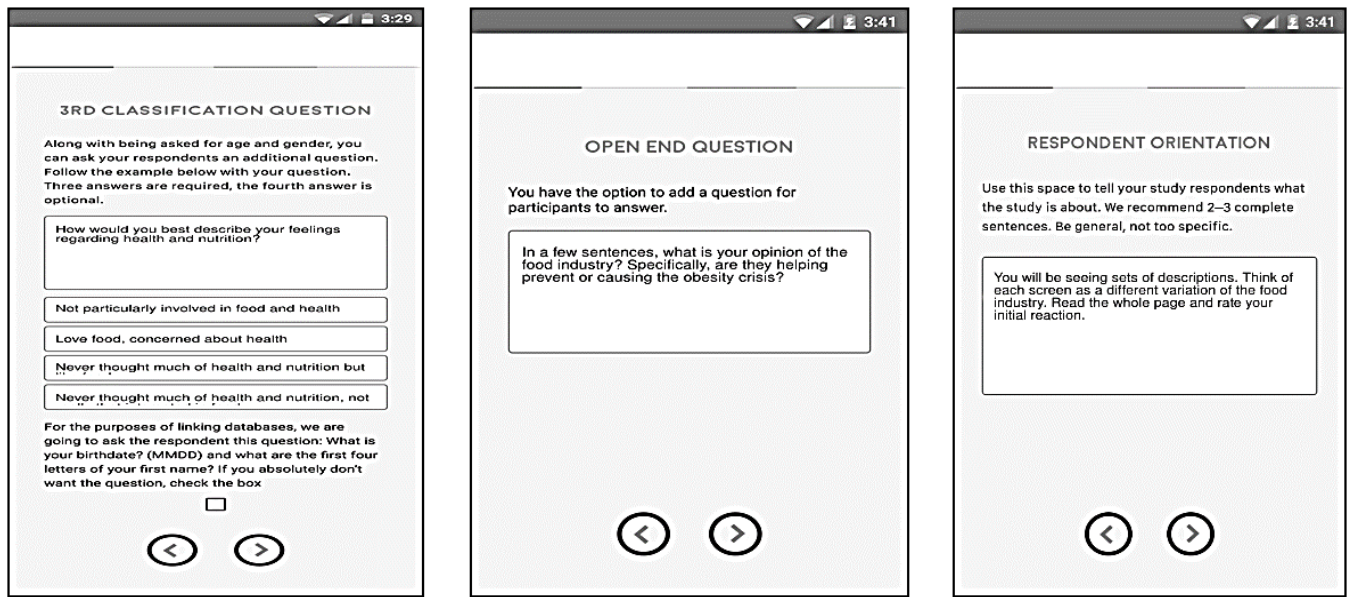 3:29
3RD CLASSIFICATION QUESTION
Along with being asked for age and gender, you
can ask your respondents an additional question.
Follow the example below with your question.
Three answers are required, the fourth answer is
optional.
How would you best describe your feelings
regarding health and nutrition?
Not particularly involved in food and health
Love food, concerned about health
Never thought much of health and nutrition but
Never thought much of health and nutrition, not
For the purposes of linking databases, we are
going to ask the respondent this question: What is
your birthdate? (MMDD) and what are the first four
letters of your first name? If you absolutely don't
want the question, check the box
3:41
OPEN END QUESTION
You have the option to add a question for
participants to answer.
In a few sentences, what is your opinion of the
food industry? Specifically, are they helping
prevent or causing the obesity crisis?
3:41
RESPONDENT ORIENTATION
Use this space to tell your study respondents what
the study is about. We recommend 2–3 complete
sentences. Be general, not too specific.
You will be seeing sets of descriptions. Think of
each screen as a different variation of the food
industry. Read the whole page and rate your
initial reaction.